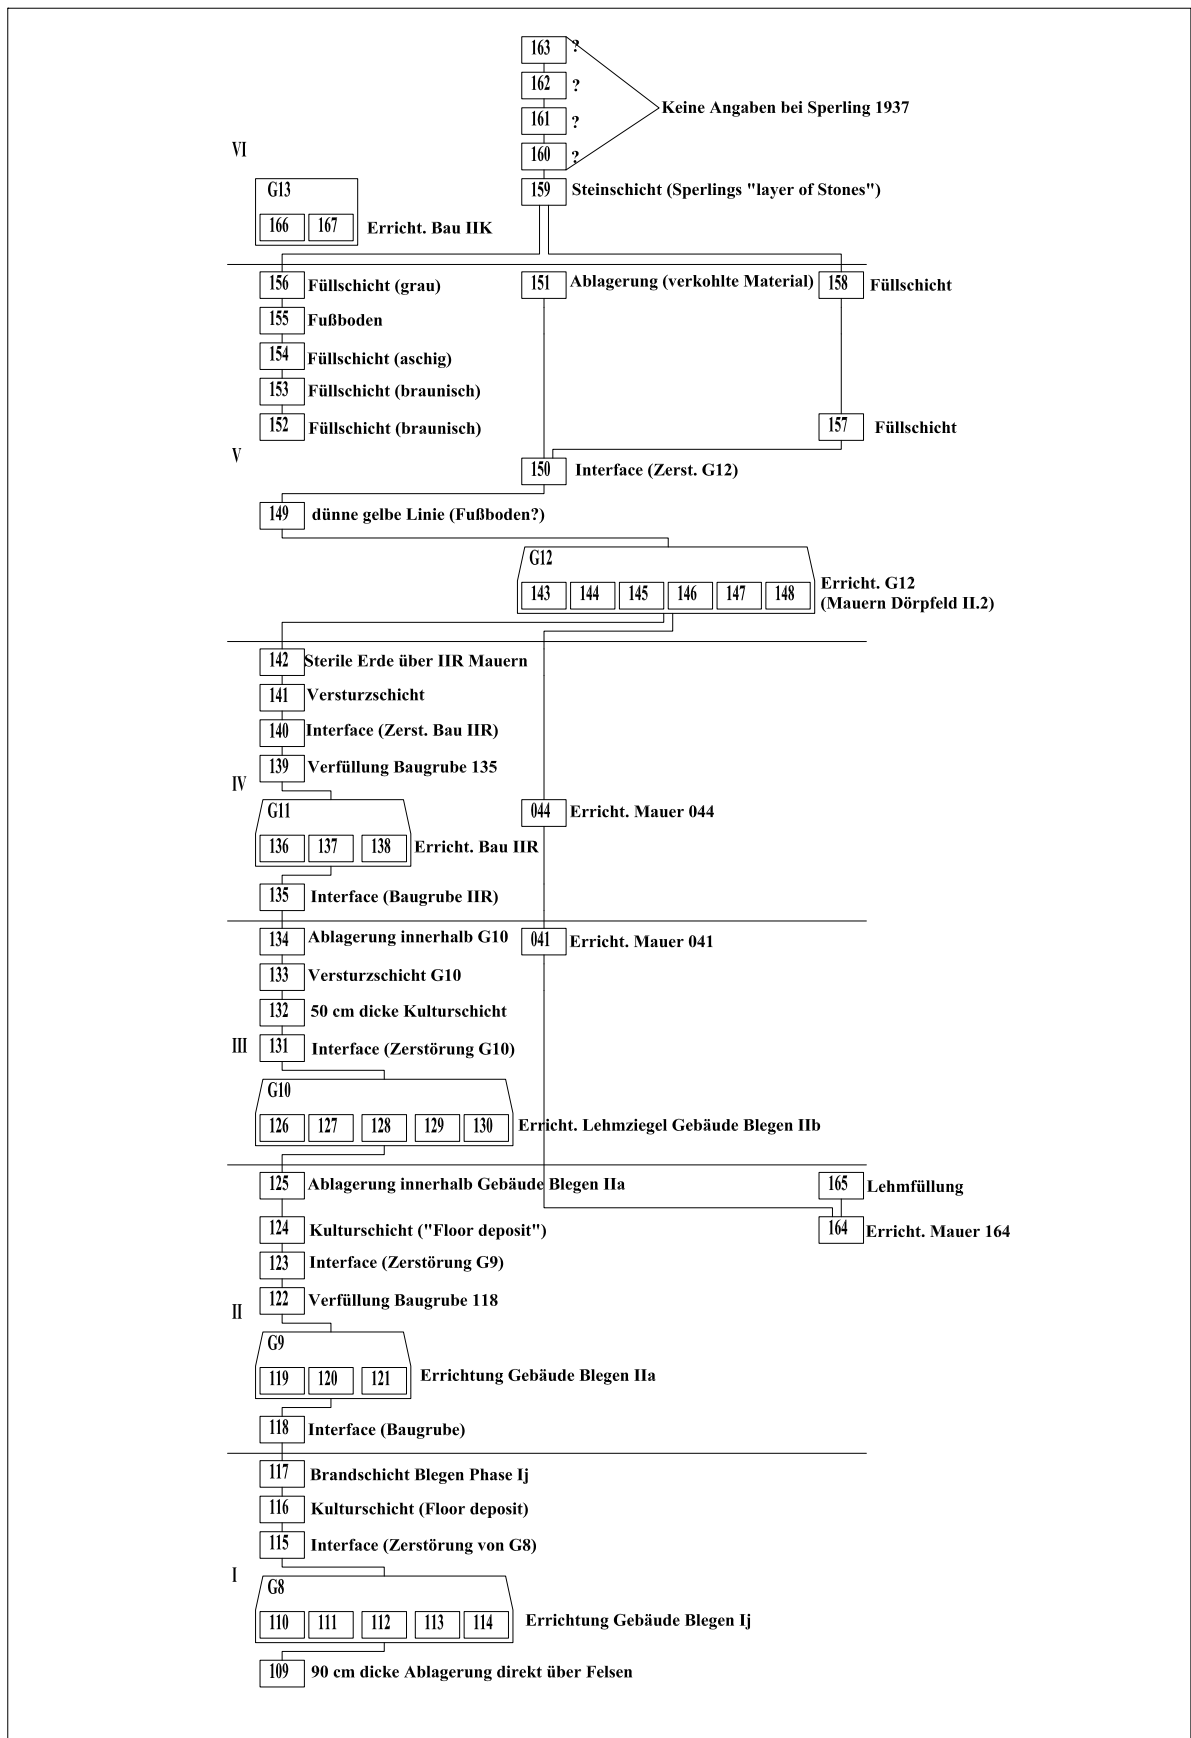 163 ?
162 ?
161 ?
Keine Angaben bei Sperling 1937
160 ?
VI
159 Steinschicht (Sperlings "layer of Stones")
G13
166 167 Erricht. Bau IIK
156 Füllschicht (grau) 151 Ablagerung (verkohlte Material) 158 Füllschicht
155 Fußboden
154 Füllschicht (aschig)
153 Füllschicht (braunisch)
152 Füllschicht (braunisch) 157 Füllschicht
V
150 Interface (Zerst. G12)
149 dünne gelbe Linie (Fußboden?)
G12
143 144 145 146 147 148 Erricht. G12
(Mauern Dörpfeld II.2)
142 Sterile Erde über IIR Mauern
141 Versturzschicht
140 Interface (Zerst. Bau IIR)
139 Verfüllung Baugrube 135
IV
G11 044 Erricht. Mauer 044
136 137 138 Erricht. Bau IIR
135 Interface (Baugrube IIR)
134 Ablagerung innerhalb G10 041 Erricht. Mauer 041
133 Versturzschicht G10
132 50 cm dicke Kulturschicht
III 131 Interface (Zerstörung G10)
G10
126 127 128 129 130 Erricht. Lehmziegel Gebäude Blegen IIb
125 Ablagerung innerhalb Gebäude Blegen IIa 165 Lehmfüllung
124 Kulturschicht ("Floor deposit") 164 Erricht. Mauer 164
123 Interface (Zerstörung G9)
122 Verfüllung Baugrube 118
II
G9
119 120 121 Errichtung Gebäude Blegen IIa
118 Interface (Baugrube)
117 Brandschicht Blegen Phase Ij
116 Kulturschicht (Floor deposit)
115 Interface (Zerstörung von G8)
I
G8
110 111 112 113 114 Errichtung Gebäude Blegen Ij
109 90 cm dicke Ablagerung direkt über Felsen